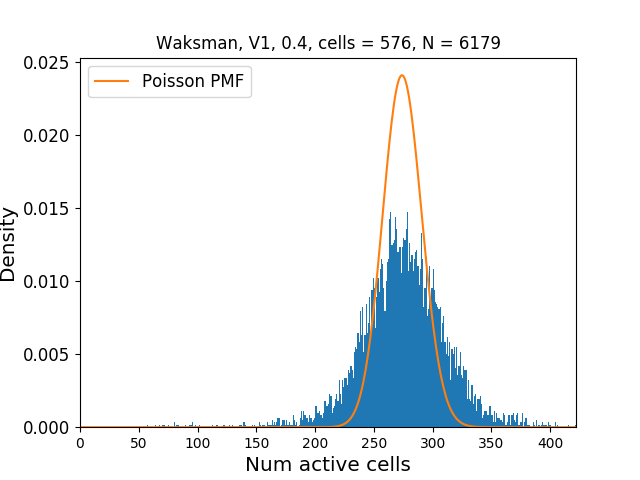 Waksman, V1, 0.4, cells = 576, N = 6179
Poisson PMF
0.025
0.020
0.015
0.010
0.005
0.000
Density
0 50 100 150 200 250 300 350 400
Num active cells